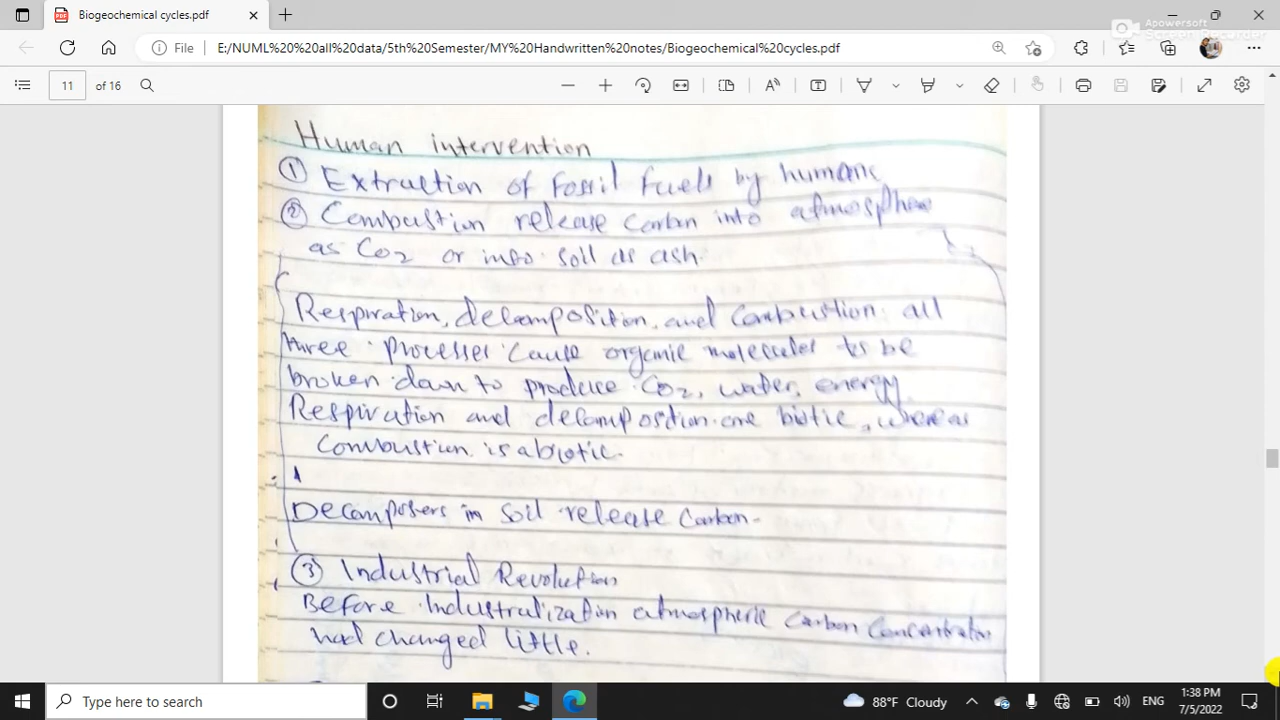 Biogeochemical cycles.pdf
Apowersoft
Screen Recorder
File
E:/NUML%20%20all%20data/5th%20Semester/MY%20Handwritten%20notes/Biogeochemical%20cycles.pdf
11 of 16
Human intervention
① Extraction of Fossil Fuels by humans
② Combustion release carbon into atmosphere
as CO2 or into soil as ash.
Respiration, decomposition, and combustion all
three processes cause organic molecules to be
broken down to produce CO2, water, energy.
Respiration and decomposition are biotic, whereas
Combustion is abiotic.
Decomposers in soil release Carbon-
③ Industrial Revolution
Before Industralization atmospheric carbon concentration
had changed little.
Type here to search
88°F Cloudy
ENG
1:38 PM
7/5/2022